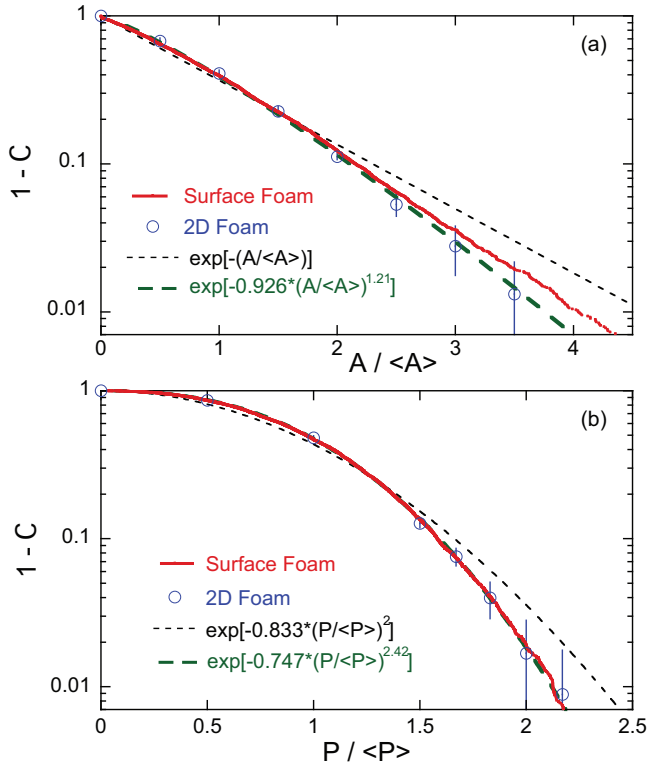 1
(a)
1 - C
0.1
Surface Foam
2D Foam
exp[-(A/<A>)]
exp[-0.926*(A/<A>)^1.21]
0.01
0 1 2 3 4
A / <A>
1
(b)
1 - C
0.1
Surface Foam
2D Foam
exp[-0.833*(P/<P>)^2]
exp[-0.747*(P/<P>)^2.42]
0.01
0 0.5 1 1.5 2 2.5
P / <P>